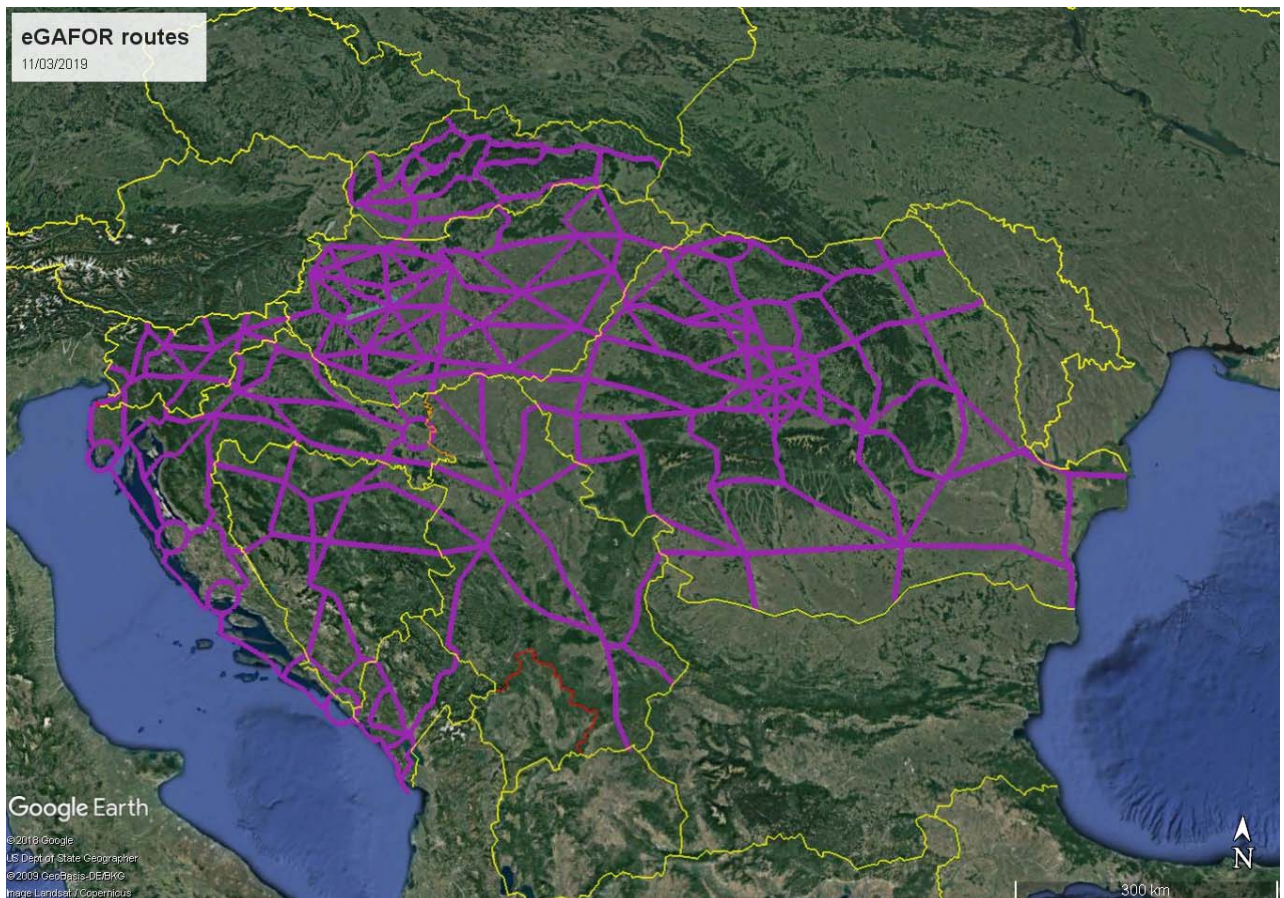 eGAFOR routes
11/03/2019
Google Earth
©2018 Google
US Dept of State Geographer
©2009 GeoBasis-DE/BKG
Image Landsat / Copernicus
N
300 km